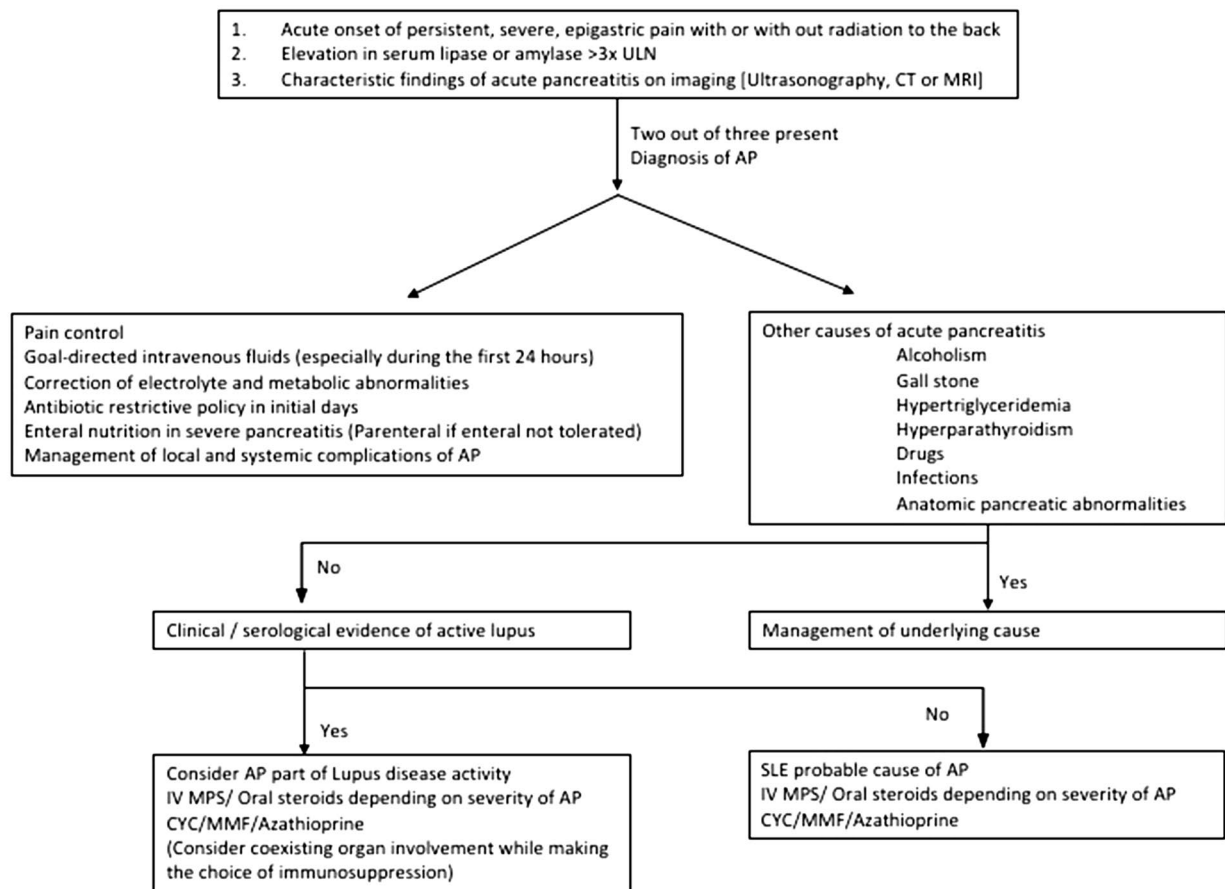 1. Acute onset of persistent, severe, epigastric pain with or with out radiation to the back
2. Elevation in serum lipase or amylase >3x ULN
3. Characteristic findings of acute pancreatitis on imaging [Ultrasonography, CT or MRI]
Two out of three present
Diagnosis of AP
Pain control
Goal-directed intravenous fluids (especially during the first 24 hours)
Correction of electrolyte and metabolic abnormalities
Antibiotic restrictive policy in initial days
Enteral nutrition in severe pancreatitis (Parenteral if enteral not tolerated)
Management of local and systemic complications of AP
Other causes of acute pancreatitis
Alcoholism
Gall stone
Hypertriglyceridemia
Hyperparathyroidism
Drugs
Infections
Anatomic pancreatic abnormalities
No
Yes
Clinical / serological evidence of active lupus
Management of underlying cause
Yes
No
Consider AP part of Lupus disease activity
IV MPS/ Oral steroids depending on severity of AP
CYC/MMF/Azathioprine
(Consider coexisting organ involvement while making
the choice of immunosuppression)
SLE probable cause of AP
IV MPS/ Oral steroids depending on severity of AP
CYC/MMF/Azathioprine